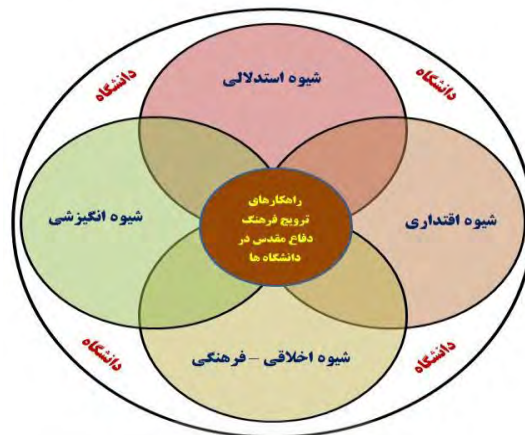 شیوه استدلالی
دانشگاه
دانشگاه
راهکارهای
ترویج فرهنگ
دفاع مقدس در
دانشگاه ها
شیوه اقتداری
شیوه انگیزشی
دانشگاه
دانشگاه
شیوه اخلاقی – فرهنگی